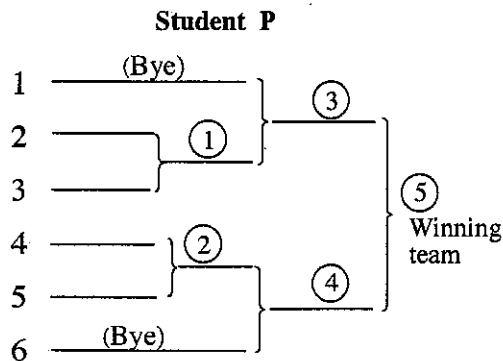 Student P
1 (Bye)
③
2
①
3
⑤
Winning
team
4
②
5
④
6 (Bye)